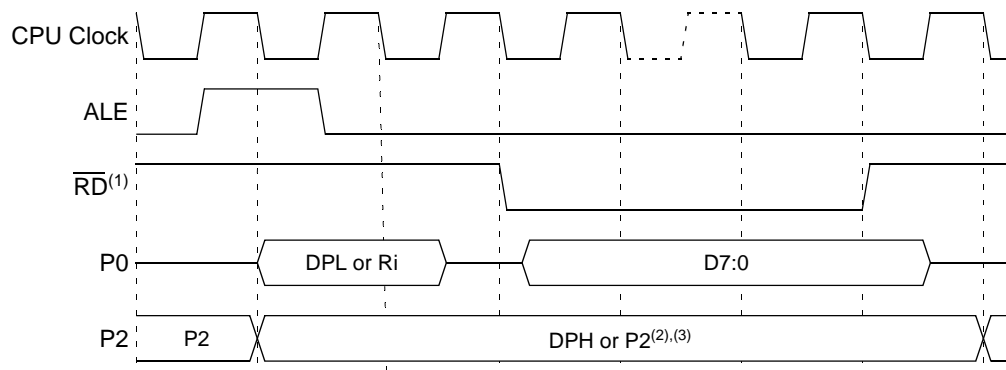 CPU Clock
ALE
RD(1)
P0 DPL or Ri D7:0
P2 P2 DPH or P2(2),(3)